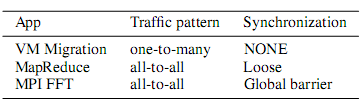 App Traffic pattern Synchronization
VM Migration one-to-many NONE
MapReduce all-to-all Loose
MPI FFT all-to-all Global barrier